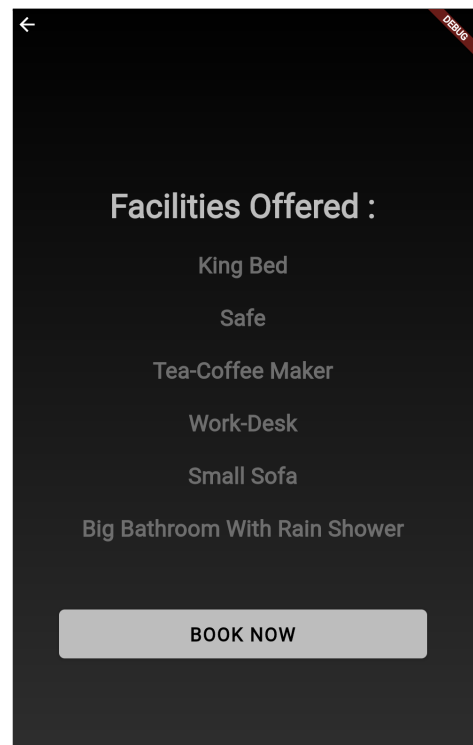 DEBUG
Facilities Offered :
King Bed
Safe
Tea-Coffee Maker
Work-Desk
Small Sofa
Big Bathroom With Rain Shower
BOOK NOW